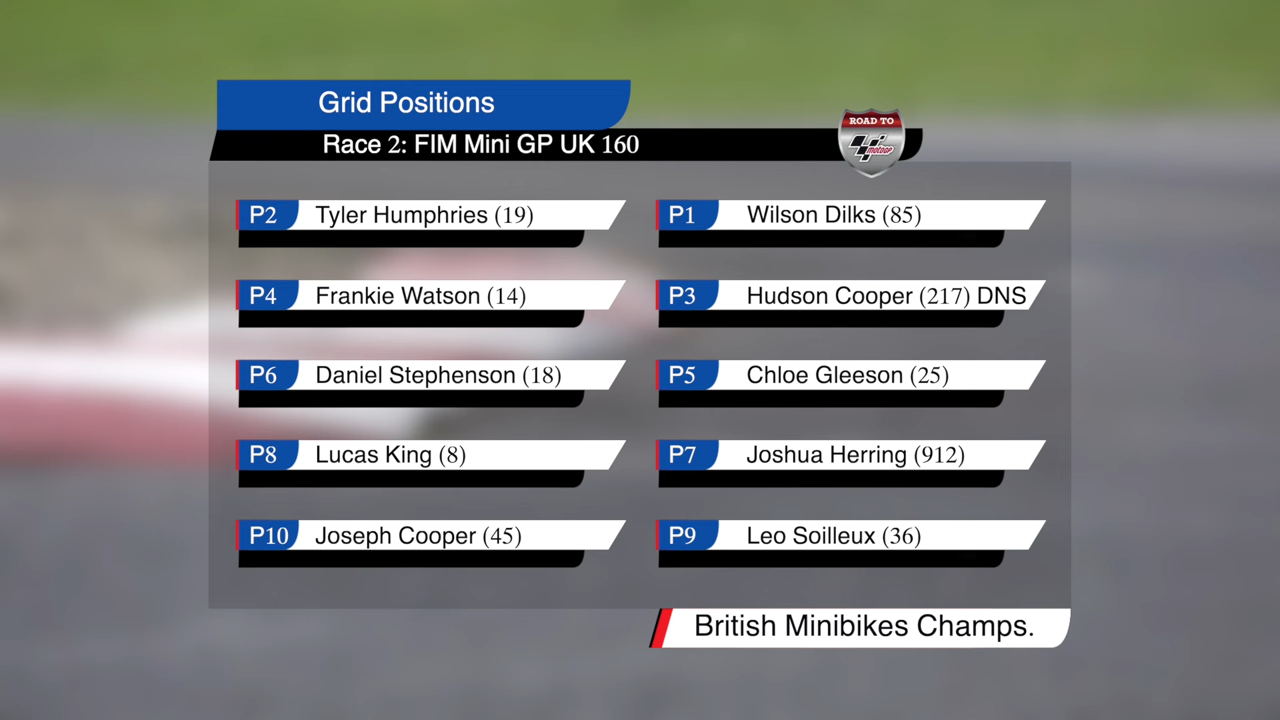 Grid Positions
Race 2: FIM Mini GP UK 160
ROAD TO
motoGP
P2 Tyler Humphries (19)
P1 Wilson Dilks (85)
P4 Frankie Watson (14)
P3 Hudson Cooper (217) DNS
P6 Daniel Stephenson (18)
P5 Chloe Gleeson (25)
P8 Lucas King (8)
P7 Joshua Herring (912)
P10 Joseph Cooper (45)
P9 Leo Soilleux (36)
British Minibikes Champs.